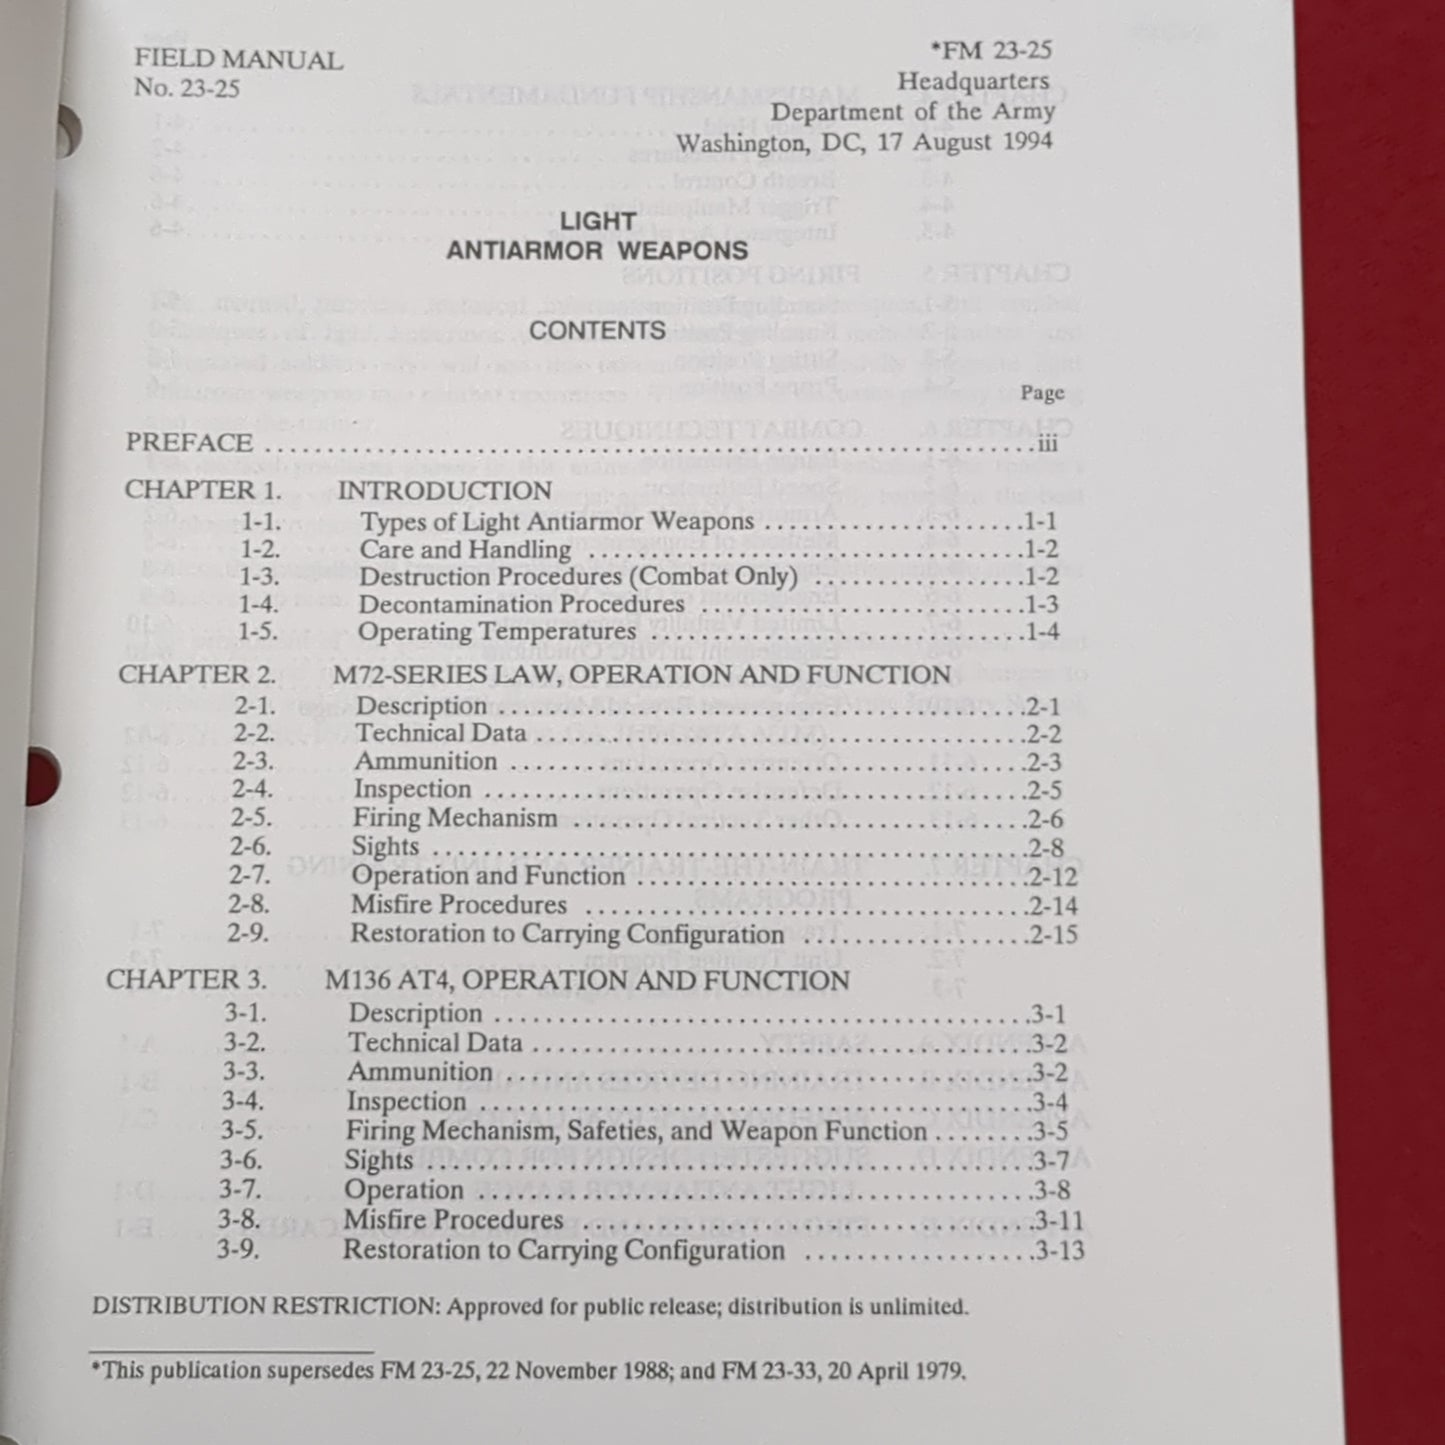 FIELD MANUAL
No. 23-25
*FM 23-25
Headquarters
Department of the Army
Washington, DC, 17 August 1994
LIGHT
ANTIARMOR WEAPONS
CONTENTS
Page
PREFACE ........................................ iii
CHAPTER 1. INTRODUCTION
1-1. Types of Light Antiarmor Weapons ........................ 1-1
1-2. Care and Handling ........................ 1-2
1-3. Destruction Procedures (Combat Only) ........................ 1-2
1-4. Decontamination Procedures ........................ 1-3
1-5. Operating Temperatures ........................ 1-4
CHAPTER 2. M72-SERIES LAW, OPERATION AND FUNCTION
2-1. Description ........................ 2-1
2-2. Technical Data ........................ 2-2
2-3. Ammunition ........................ 2-3
2-4. Inspection ........................ 2-5
2-5. Firing Mechanism ........................ 2-6
2-6. Sights ........................ 2-8
2-7. Operation and Function ........................ 2-12
2-8. Misfire Procedures ........................ 2-14
2-9. Restoration to Carrying Configuration ........................ 2-15
CHAPTER 3. M136 AT4, OPERATION AND FUNCTION
3-1. Description ........................ 3-1
3-2. Technical Data ........................ 3-2
3-3. Ammunition ........................ 3-2
3-4. Inspection ........................ 3-4
3-5. Firing Mechanism, Safeties, and Weapon Function ........ 3-5
3-6. Sights ........................ 3-7
3-7. Operation ........................ 3-8
3-8. Misfire Procedures ........................ 3-11
3-9. Restoration to Carrying Configuration ........................ 3-13
DISTRIBUTION RESTRICTION: Approved for public release; distribution is unlimited.
*This publication supersedes FM 23-25, 22 November 1988; and FM 23-33, 20 April 1979.